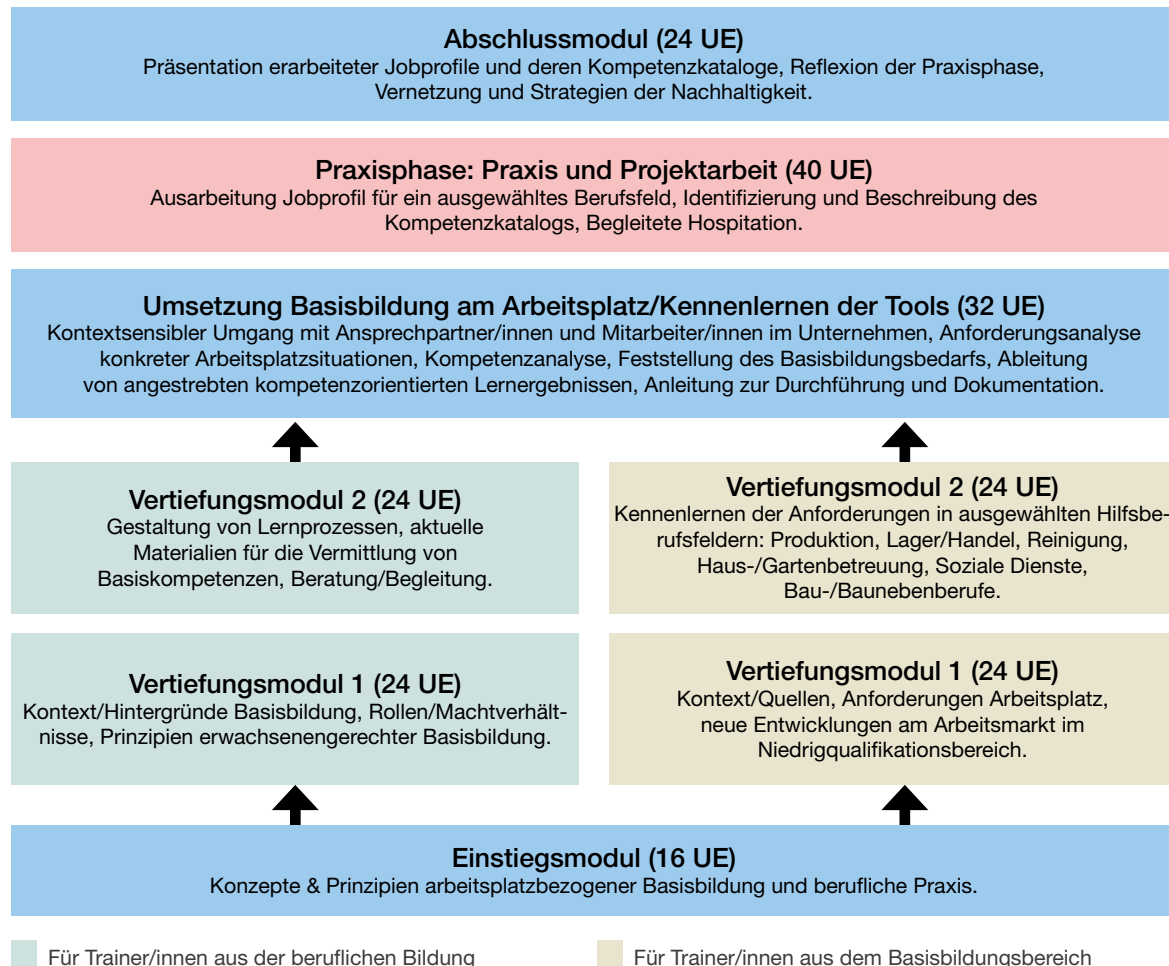 Abschlussmodul (24 UE)
Präsentation erarbeiteter Jobprofile und deren Kompetenzkataloge, Reflexion der Praxisphase,
Vernetzung und Strategien der Nachhaltigkeit.
Praxisphase: Praxis und Projektarbeit (40 UE)
Ausarbeitung Jobprofil für ein ausgewähltes Berufsfeld, Identifizierung und Beschreibung des
Kompetenzkatalogs, Begleitete Hospitation.
Umsetzung Basisbildung am Arbeitsplatz/Kennenlernen der Tools (32 UE)
Kontextsensibler Umgang mit Ansprechpartner/innen und Mitarbeiter/innen im Unternehmen, Anforderungsanalyse
konkreter Arbeitsplatzsituationen, Kompetenzanalyse, Feststellung des Basisbildungsbedarfs, Ableitung
von angestrebten kompetenzorientierten Lernergebnissen, Anleitung zur Durchführung und Dokumentation.
Vertiefungsmodul 2 (24 UE)
Gestaltung von Lernprozessen, aktuelle
Materialien für die Vermittlung von
Basiskompetenzen, Beratung/Begleitung.
Vertiefungsmodul 2 (24 UE)
Kennenlernen der Anforderungen in ausgewählten Hilfsbe-
rufsfeldern: Produktion, Lager/Handel, Reinigung,
Haus-/Gartenbetreuung, Soziale Dienste,
Bau-/Baunebenberufe.
Vertiefungsmodul 1 (24 UE)
Kontext/Hintergründe Basisbildung, Rollen/Machtverhält-
nisse, Prinzipien erwachsenengerechter Basisbildung.
Vertiefungsmodul 1 (24 UE)
Kontext/Quellen, Anforderungen Arbeitsplatz,
neue Entwicklungen am Arbeitsmarkt im
Niedrigqualifikationsbereich.
Einstiegsmodul (16 UE)
Konzepte & Prinzipien arbeitsplatzbezogener Basisbildung und berufliche Praxis.
Für Trainer/innen aus der beruflichen Bildung
Für Trainer/innen aus dem Basisbildungsbereich